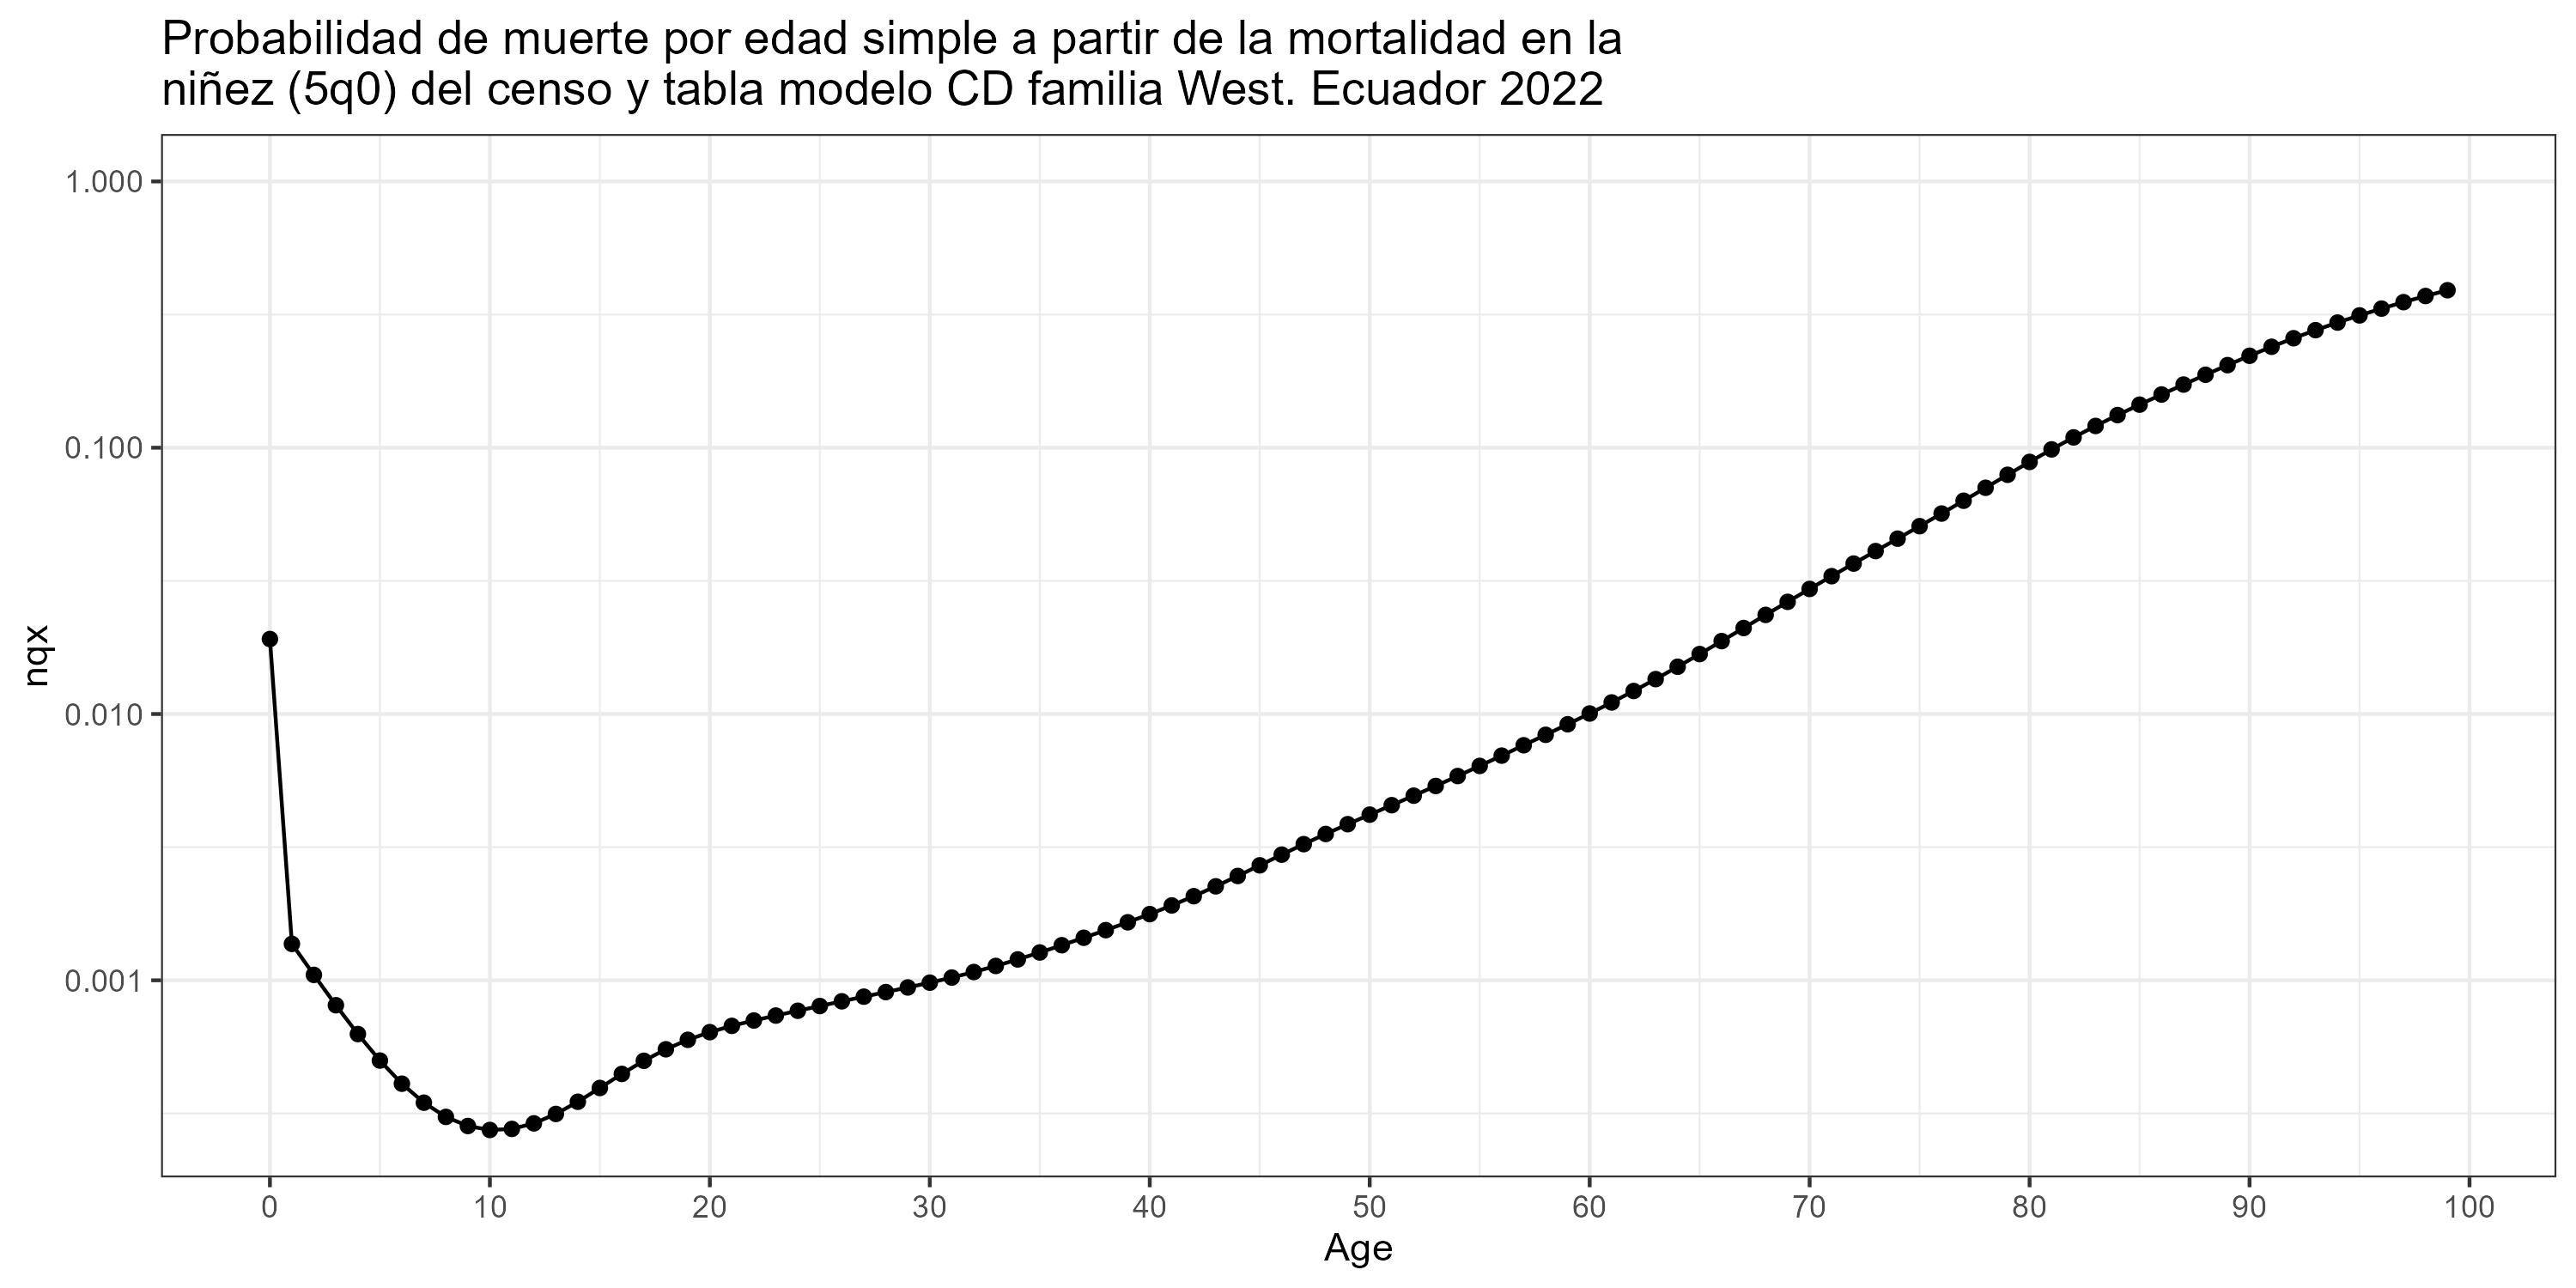 Probabilidad de muerte por edad simple a partir de la mortalidad en la
niñez (5q0) del censo y tabla modelo CD familia West. Ecuador 2022
1.000
0.100
0.010
0.001
nqx
0 10 20 30 40 50 60 70 80 90 100
Age